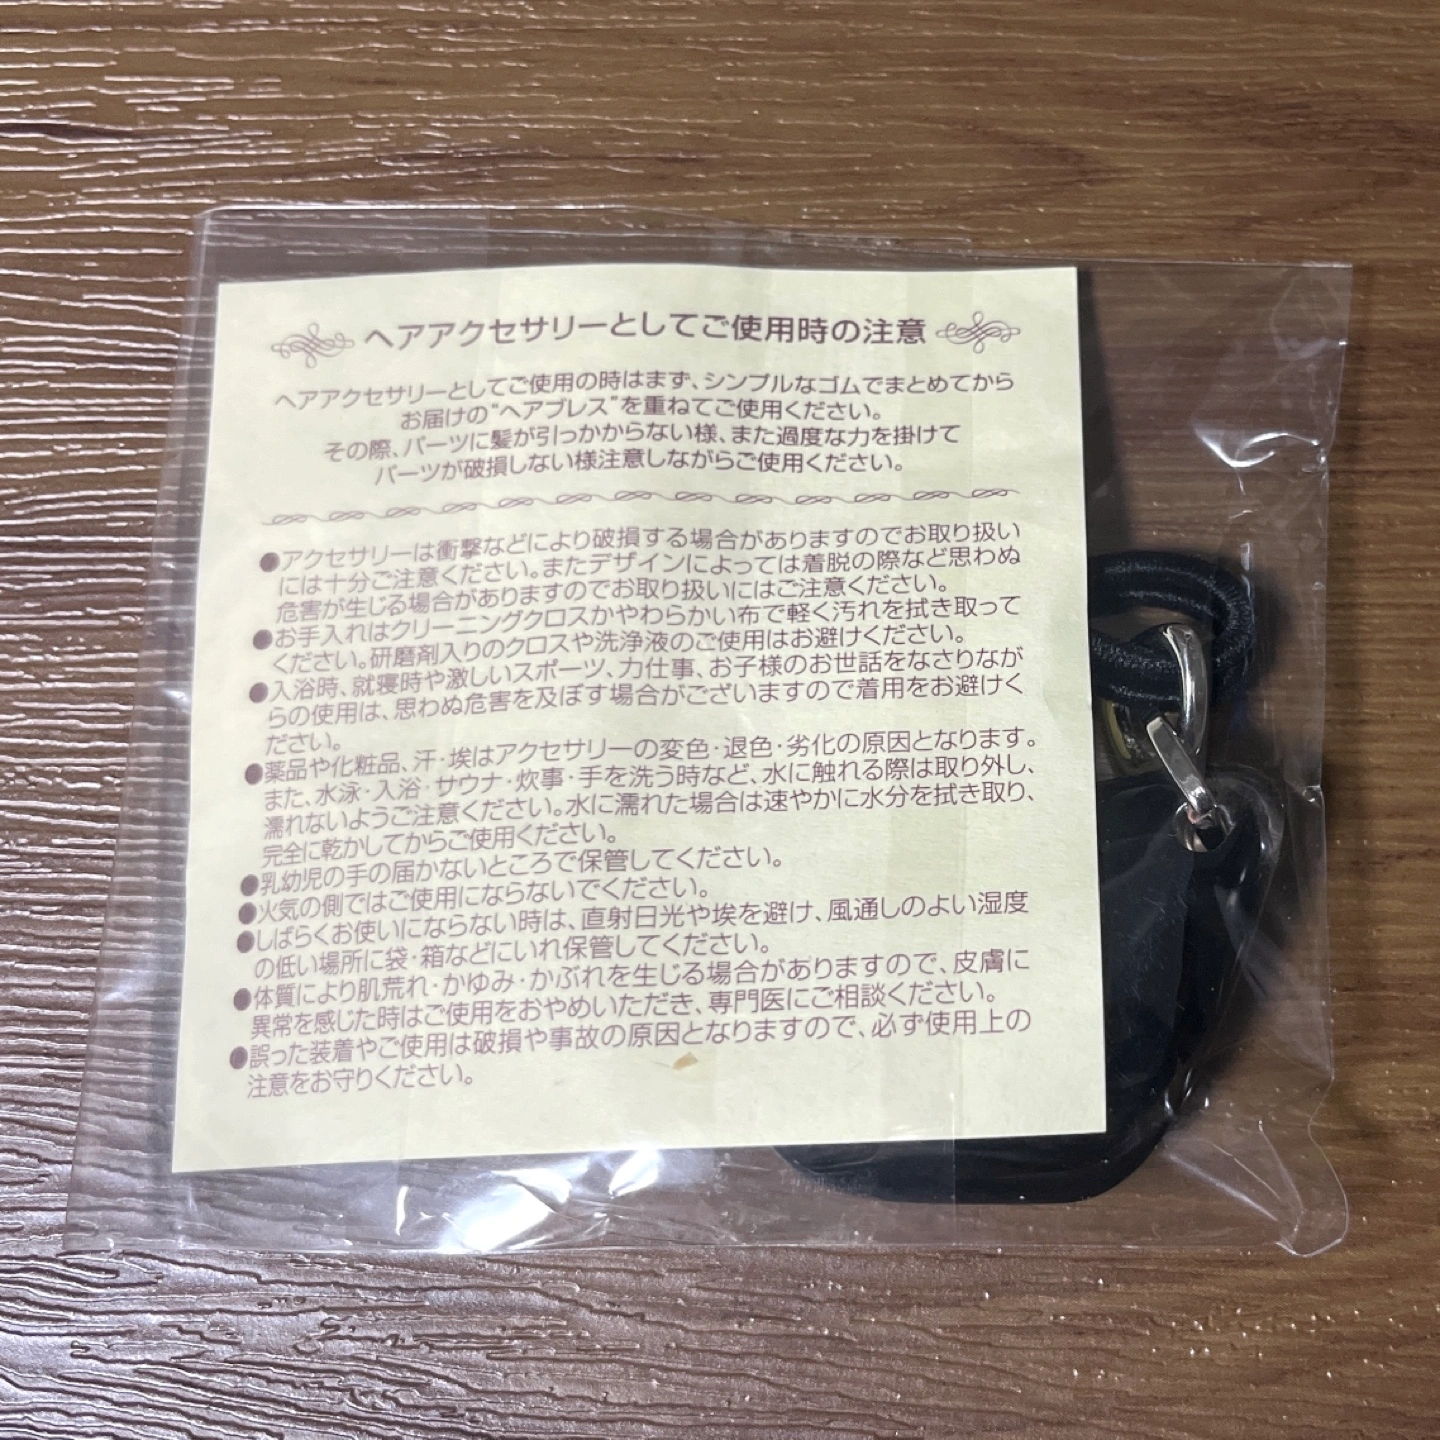 ヘアアクセサリーとしてご使用時の注意
ヘアアクセサリーとしてご使用の時はまず、シンプルなゴムでまとめてから
お届けの"ヘアブレス"を重ねてご使用ください。
その際、パーツに髪が引っかからない様、また過度な力を掛けて
パーツが破損しない様注意しながらご使用ください。
●アクセサリーは衝撃などにより破損する場合がありますのでお取り扱い
には十分ご注意ください。またデザインによっては着脱の際など思わぬ
危害が生じる場合がありますのでお取り扱いにはご注意ください。
●お手入れはクリーニングクロスかやわらかい布で軽く汚れを拭き取って
ください。研磨剤入りのクロスや洗浄液のご使用はお避けください。
●入浴時、就寝時や激しいスポーツ、力仕事、お子様のお世話をなさりなが
らの使用は、思わぬ危害を及ぼす場合がございますので着用をお避けく
ださい。
●薬品や化粧品、汗・埃はアクセサリーの変色・退色・劣化の原因となります。
また、水泳・入浴・サウナ・炊事・手を洗う時など、水に触れる際は取り外し、
濡れないようご注意ください。水に濡れた場合は速やかに水分を拭き取り、
完全に乾かしてからご使用ください。
●乳幼児の手の届かないところで保管してください。
●火気の側ではご使用にならないでください。
●しばらくお使いにならない時は、直射日光や埃を避け、風通しのよい湿度
の低い場所に袋・箱などにいれ保管してください。
●体質により肌荒れ・かゆみ・かぶれを生じる場合がありますので、皮膚に
異常を感じた時はご使用をおやめいただき、専門医にご相談ください。
●誤った装着やご使用は破損や事故の原因となりますので、必ず使用上の
注意をお守りください。